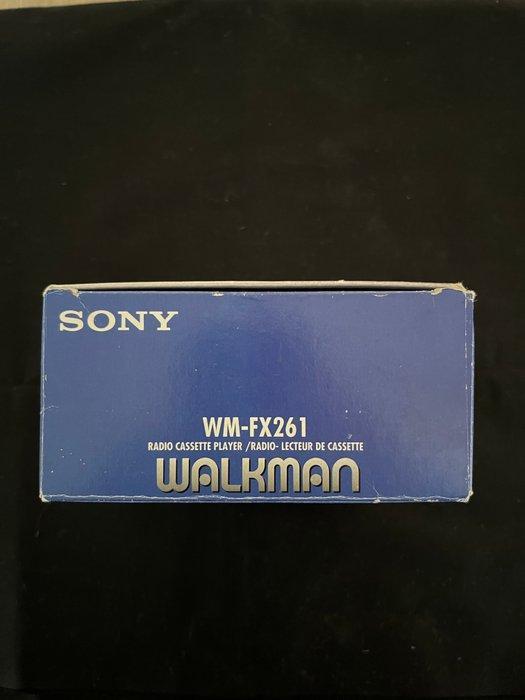 SONY
WM-FX261
RADIO CASSETTE PLAYER /RADIO- LECTEUR DE CASSETTE
WALKMAN